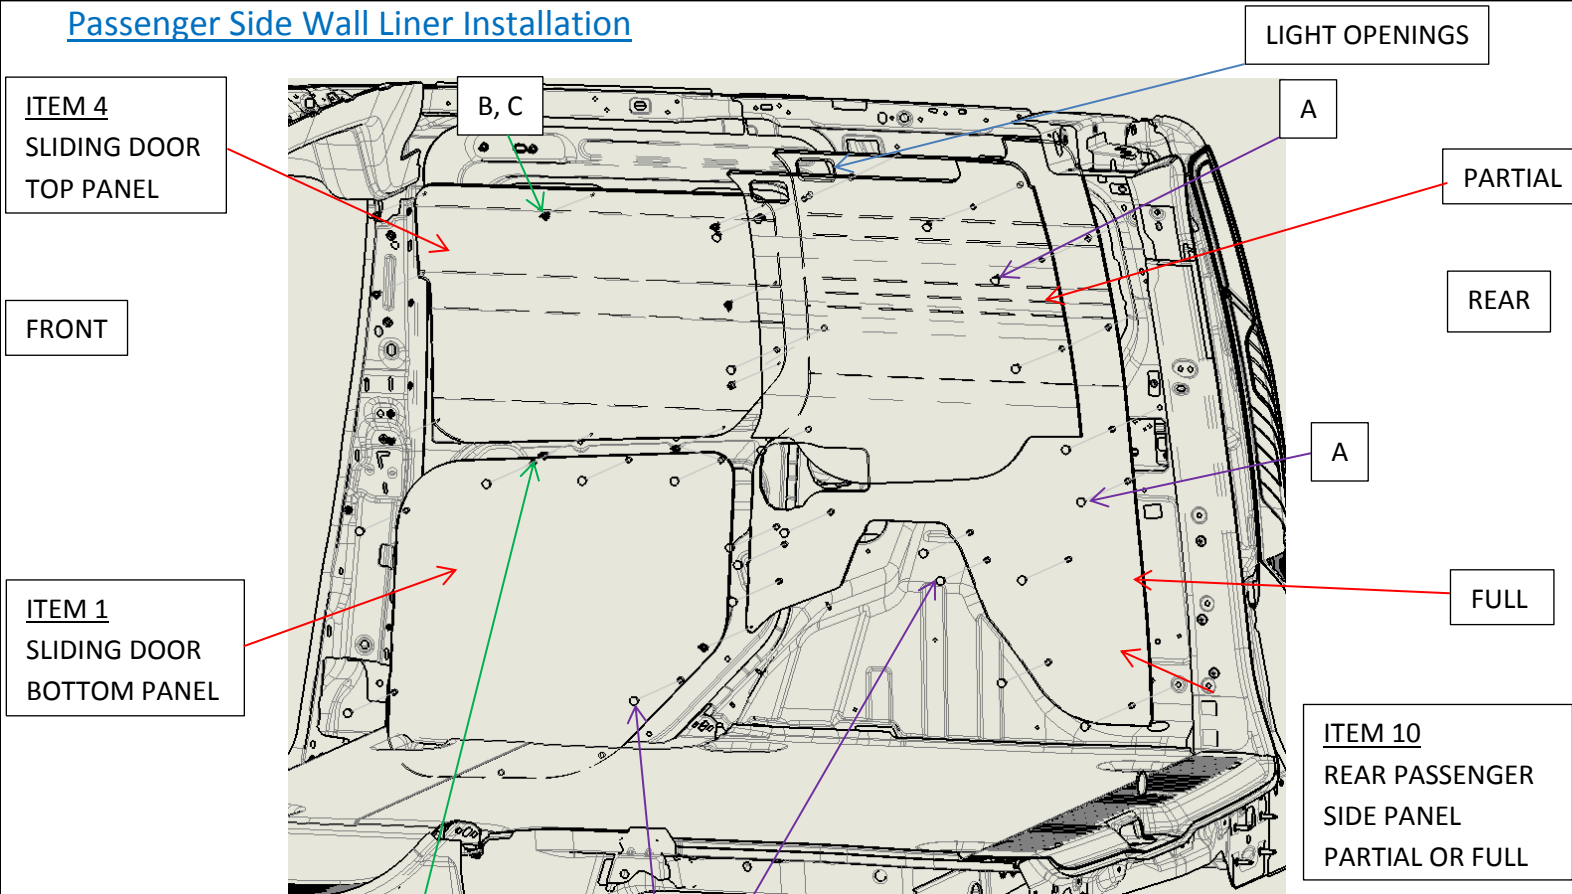 Passenger Side Wall Liner Installation
LIGHT OPENINGS
ITEM 4
SLIDING DOOR
TOP PANEL
B, C
A
PARTIAL
REAR
FRONT
A
ITEM 1
SLIDING DOOR
BOTTOM PANEL
FULL
ITEM 10
REAR PASSENGER
SIDE PANEL
PARTIAL OR FULL